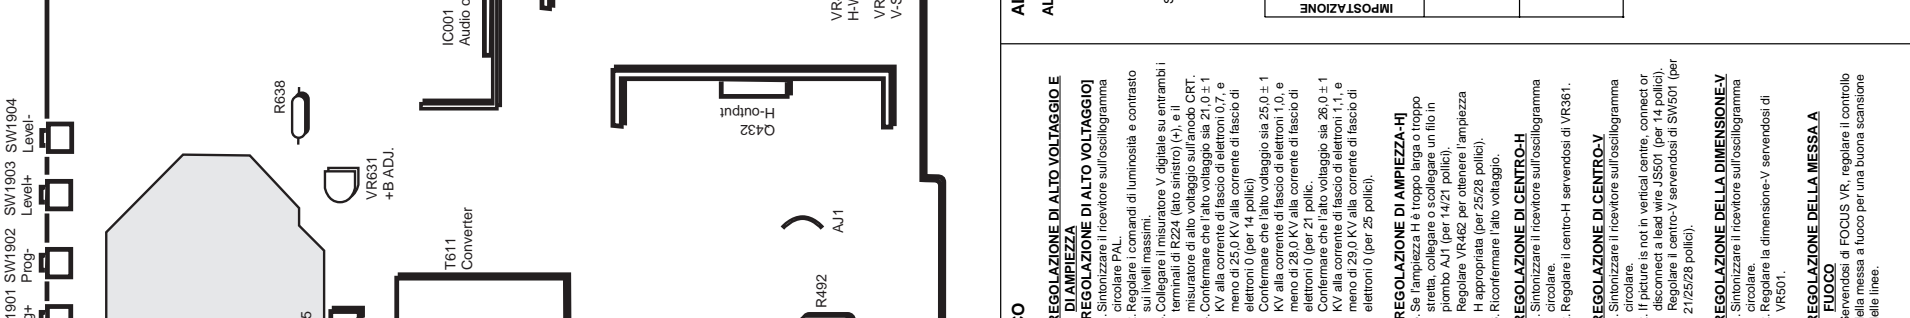 SW1904
Level-
SW1903
Level+
SW1902
Prog-
1901
R638
VR631
+B ADJ.
T611
Converter
IC001
Audio
H-output
Q432
AJ1
R492
IMPOSTAZIONE
REGOLAZIONE DI ALTO VOLTAGGIO E
DI AMPIEZZA
[REGOLAZIONE DI ALTO VOLTAGGIO]
. Sintonizzare il ricevitore sull'oscillogramma
circolare PAL.
. Regolare i comandi di luminosità e contrasto
sui livelli massimi.
. Collegare il misuratore V digitale su entrambi i
terminali di R224 (lato sinistro) (+), e il
misuratore di alto voltaggio sull'anodo CRT.
. Confermare che l'alto voltaggio sia 21,0 ± 1
KV alla corrente di fascio di elettroni 0,7, e
meno di 25,0 KV alla corrente di fascio di
elettroni 0 (per 14 pollici)
Confermare che l'alto voltaggio sia 25,0 ± 1
KV alla corrente di fascio di elettroni 1,0, e
meno di 28,0 KV alla corrente di fascio di
elettroni 0 (per 21 pollic.
Confermare che l'alto voltaggio sia 26,0 ± 1
KV alla corrente di fascio di elettroni 1,1, e
meno di 29,0 KV alla corrente di fascio di
elettroni 0 (per 25 pollici).
[REGOLAZIONE DI AMPIEZZA-H]
. Se l'ampiezza H è troppo larga o troppo
stretta, collegare o scollegare un filo in
piombo AJ1 (per 14/21 pollici).
Regolare VR462 per ottenere l'ampiezza
H appropriata (per 25/28 pollici).
. Riconfermare l'alto voltaggio.
REGOLAZIONE DI CENTRO-H
. Sintonizzare il ricevitore sull'oscillogramma
circolare.
. Regolare il centro-H servendosi di VR361.
REGOLAZIONE DI CENTRO-V
. Sintonizzare il ricevitore sull'oscillogramma
circolare.
. If picture is not in vertical centre, connect or
disconnect a lead wire JS501 (per 14 pollici).
Regolare il centro-V servendosi di SW501 (per
21/25/28 pollici).
REGOLAZIONE DELLA DIMENSIONE-V
. Sintonizzare il ricevitore sull'oscillogramma
circolare.
. Regolare la dimensione-V servendosi di
VR501.
REGOLAZIONE DELLA MESSA A
FUOCO
Servendosi di FOCUS VR, regolare il controllo
della messa a fuoco per una buona scansione
delle linee.